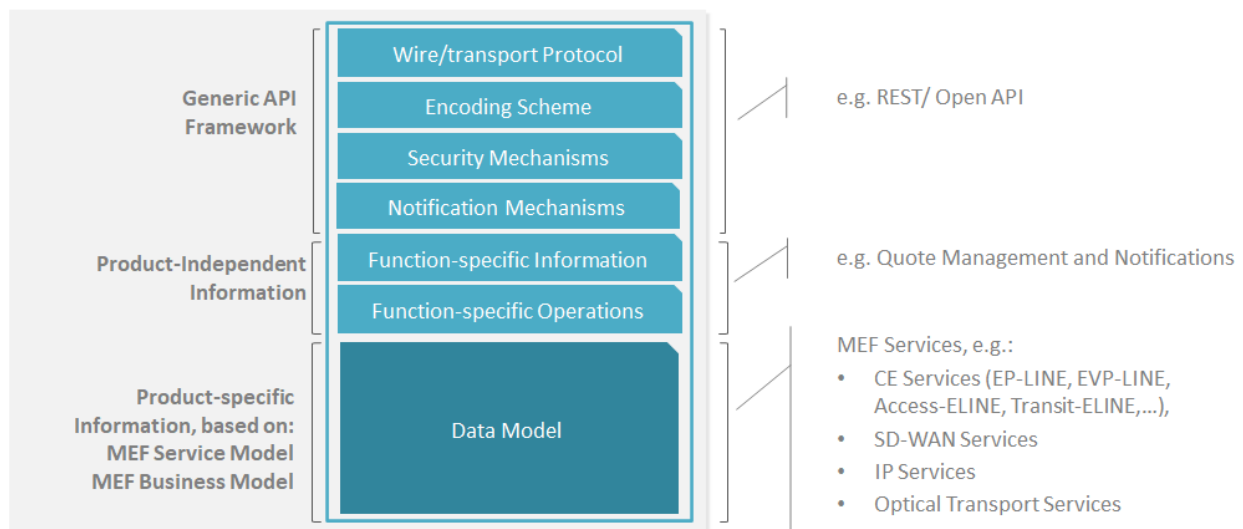 Generic API
Framework
Wire/transport Protocol
Encoding Scheme
Security Mechanisms
Notification Mechanisms
e.g. REST/ Open API
Product-Independent
Information
Function-specific Information
Function-specific Operations
e.g. Quote Management and Notifications
Product-specific
Information, based on:
MEF Service Model
MEF Business Model
Data Model
MEF Services, e.g.:
• CE Services (EP-LINE, EVP-LINE,
Access-ELINE, Transit-ELINE,...),
• SD-WAN Services
• IP Services
• Optical Transport Services